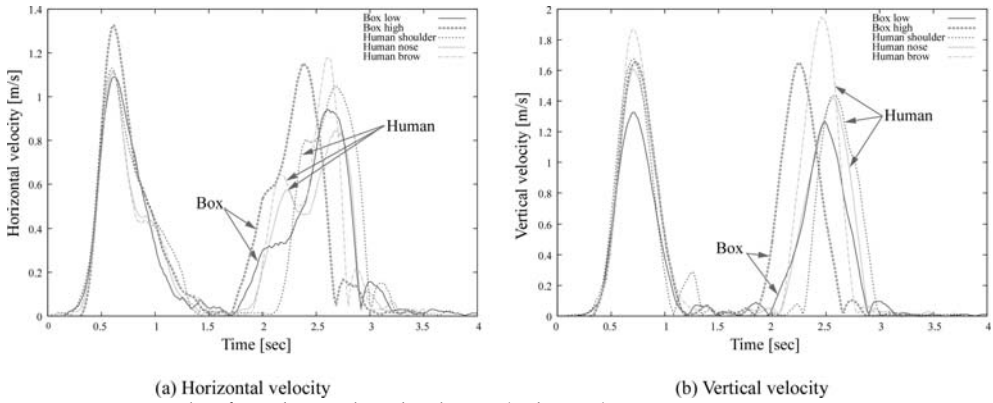 1.4
1.2
1
0.8
0.6
0.4
0.2
0
Horizontal velocity [m/s]
Box low
Box high
Human shoulder
Human nose
Human brow
Human
Box
0 0.5 1 1.5 2 2.5 3 3.5 4
Time [sec]
(a) Horizontal velocity
2
1.8
1.6
1.4
1.2
1
0.8
0.6
0.4
0.2
0
Vertical velocity [m/s]
Box low
Box high
Human shoulder
Human nose
Human brow
Human
Box
0 0.5 1 1.5 2 2.5 3 3.5 4
Time [sec]
(b) Vertical velocity